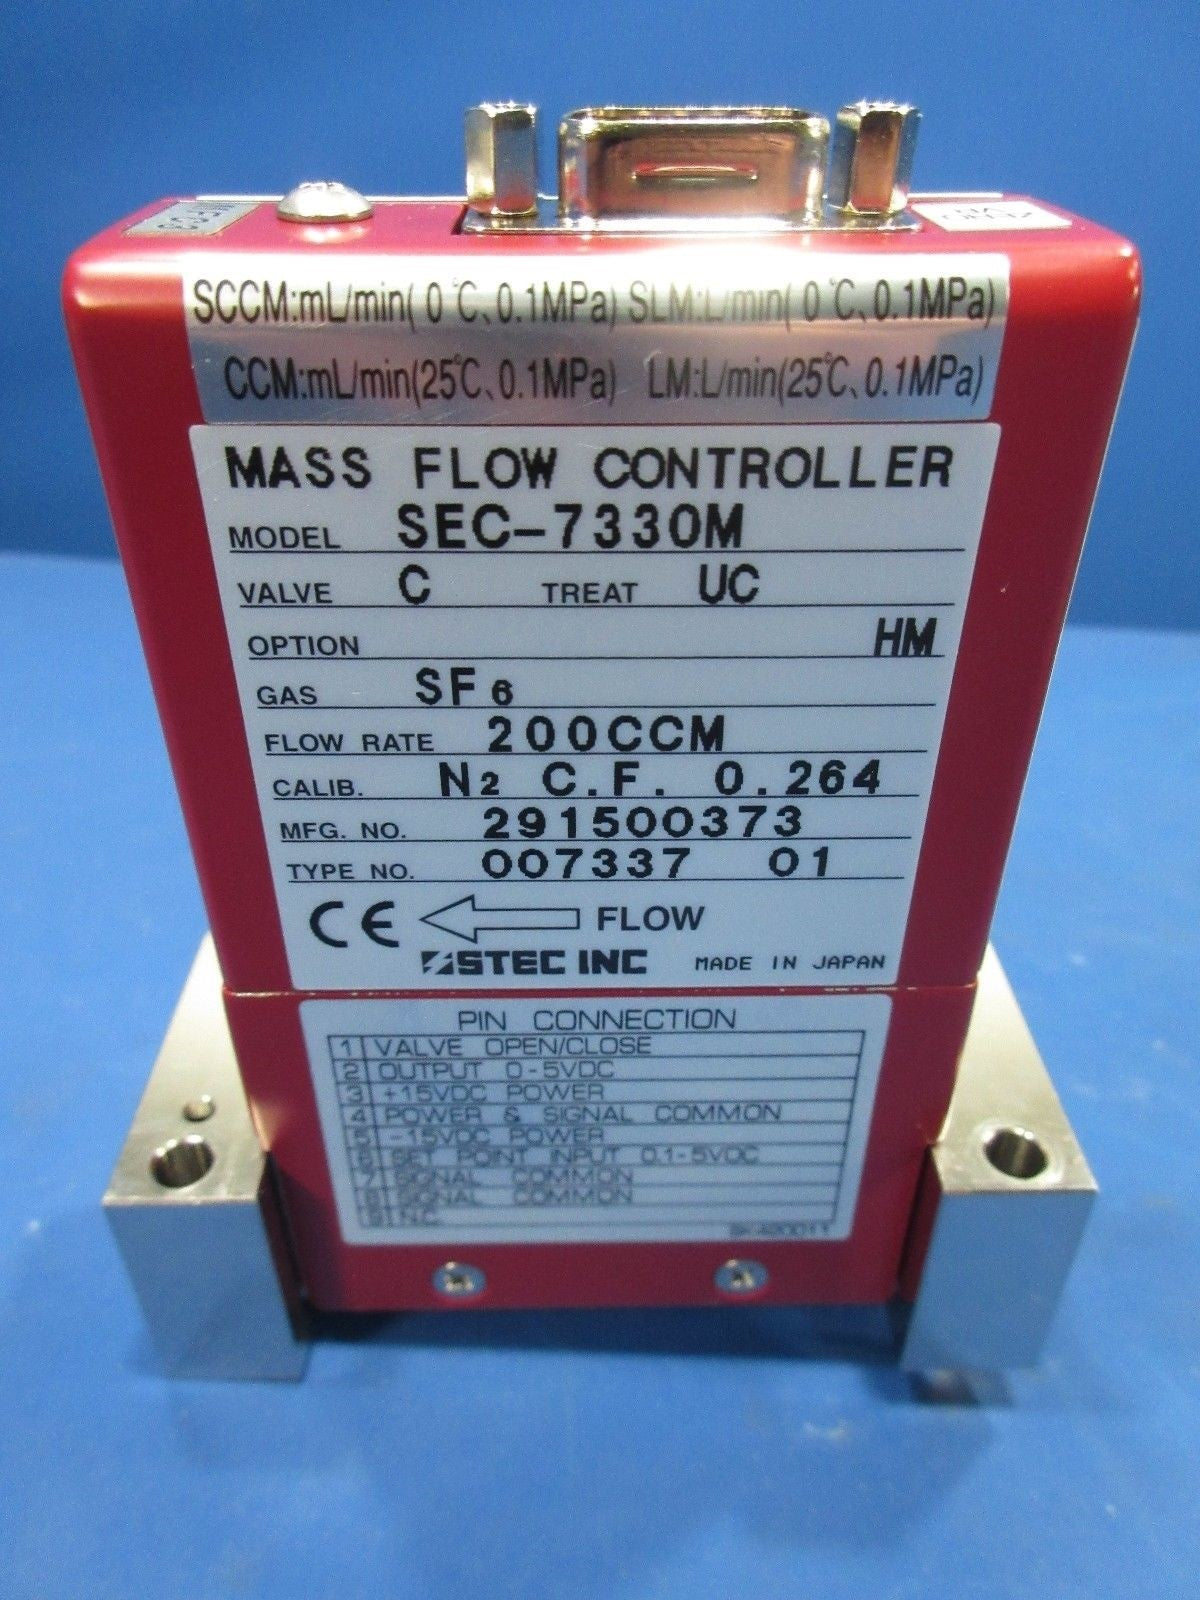 SCCM:mL/min( 0℃、0.1MPa) SLM:L/min( 0℃、0.1MPa)
CCM:mL/min(25℃、0.1MPa) LM:L/min(25℃、0.1MPa)
MASS FLOW CONTROLLER
MODEL SEC-7330M
VALVE C TREAT UC
OPTION HM
GAS SF6
FLOW RATE 200CCM
CALIB. N2 C.F. 0.264
MFG. NO. 291500373
TYPE NO. 007337 01
CE FLOW
STEC INC MADE IN JAPAN
PIN CONNECTION
1 VALVE OPEN/CLOSE
2 OUTPUT 0-5VDC
3 +15VDC POWER
4 POWER & SIGNAL COMMON
5 -15VDC POWER
6 SET POINT INPUT 0.1-5VDC
7 SIGNAL COMMON
8 SIGNAL COMMON
9 N.C.